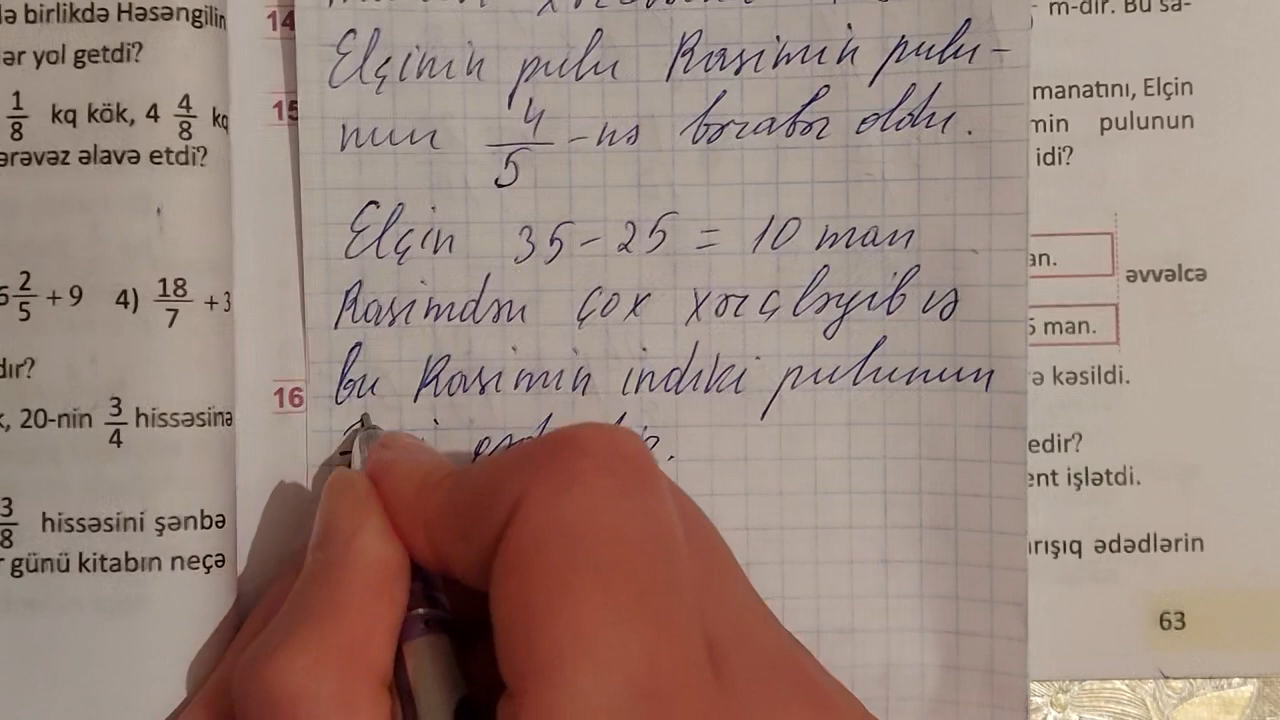 ə birlikdə Həsəngilin
ər yol getdi?
1/8 kq kök, 4 4/8 kq
ərəvəz əlavə etdi?
5 2/5 + 9 4) 18/7 + 3
dır?
, 20-nin 3/4 hissəsinə
3/8 hissəsini şənbə
günü kitabın neçə
14
15
16
Elçinin pulu Rasimin pulu-
nun 4/5 -nə bərabər oldu.
Elçin 35-25 = 10 man
Rasimdən çox xərcləyib və
bu Rasimin indiki pulunun
m-dir. Bu sa-
manatını, Elçin
min pulunun
idi?
an.
əvvəlcə
5 man.
ə kəsildi.
edir?
ent işlətdi.
rışıq ədədlərin
63